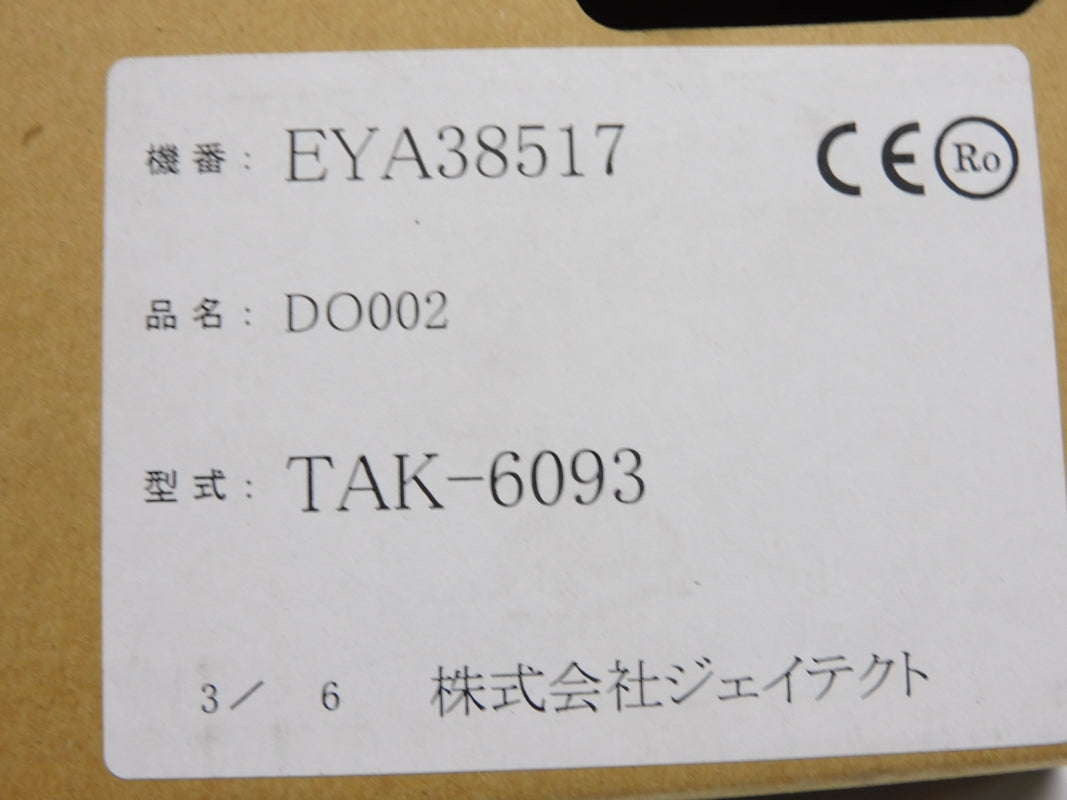 機番: EYA38517 CE Ro
品名: DO002
型式: TAK-6093
3/ 6 株式会社ジェイテクト